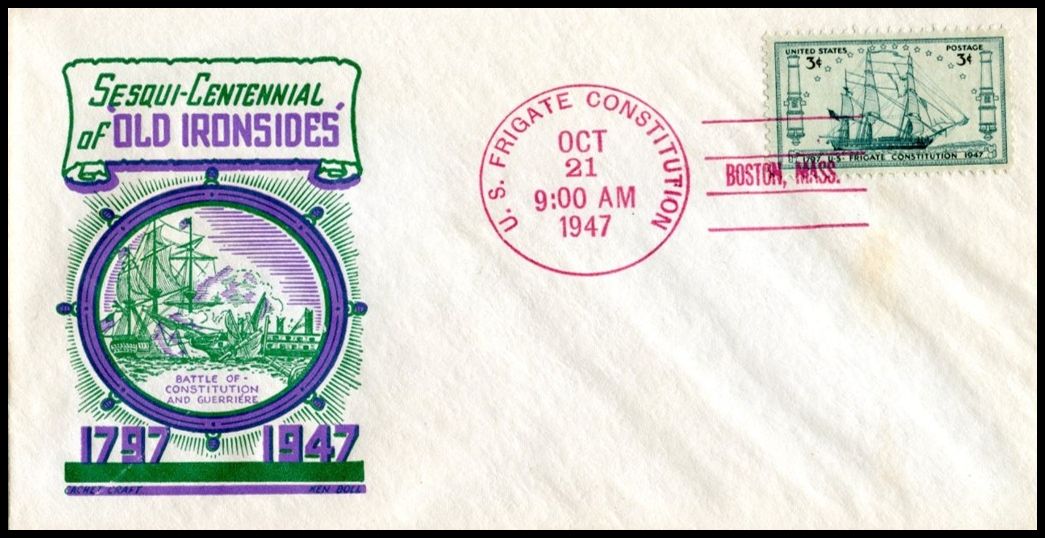 SESQUI-CENTENNIAL
of "OLD IRONSIDES"
BATTLE OF -
CONSTITUTION
AND GUERRIÈRE
1797 1947
CACHET CRAFT KEN BOLL
U. S. FRIGATE CONSTITUTION
OCT
21
9:00 AM
1947
BOSTON, MASS.
UNITED STATES POSTAGE
3¢ 3¢
1797 U·S· FRIGATE CONSTITUTION 1947